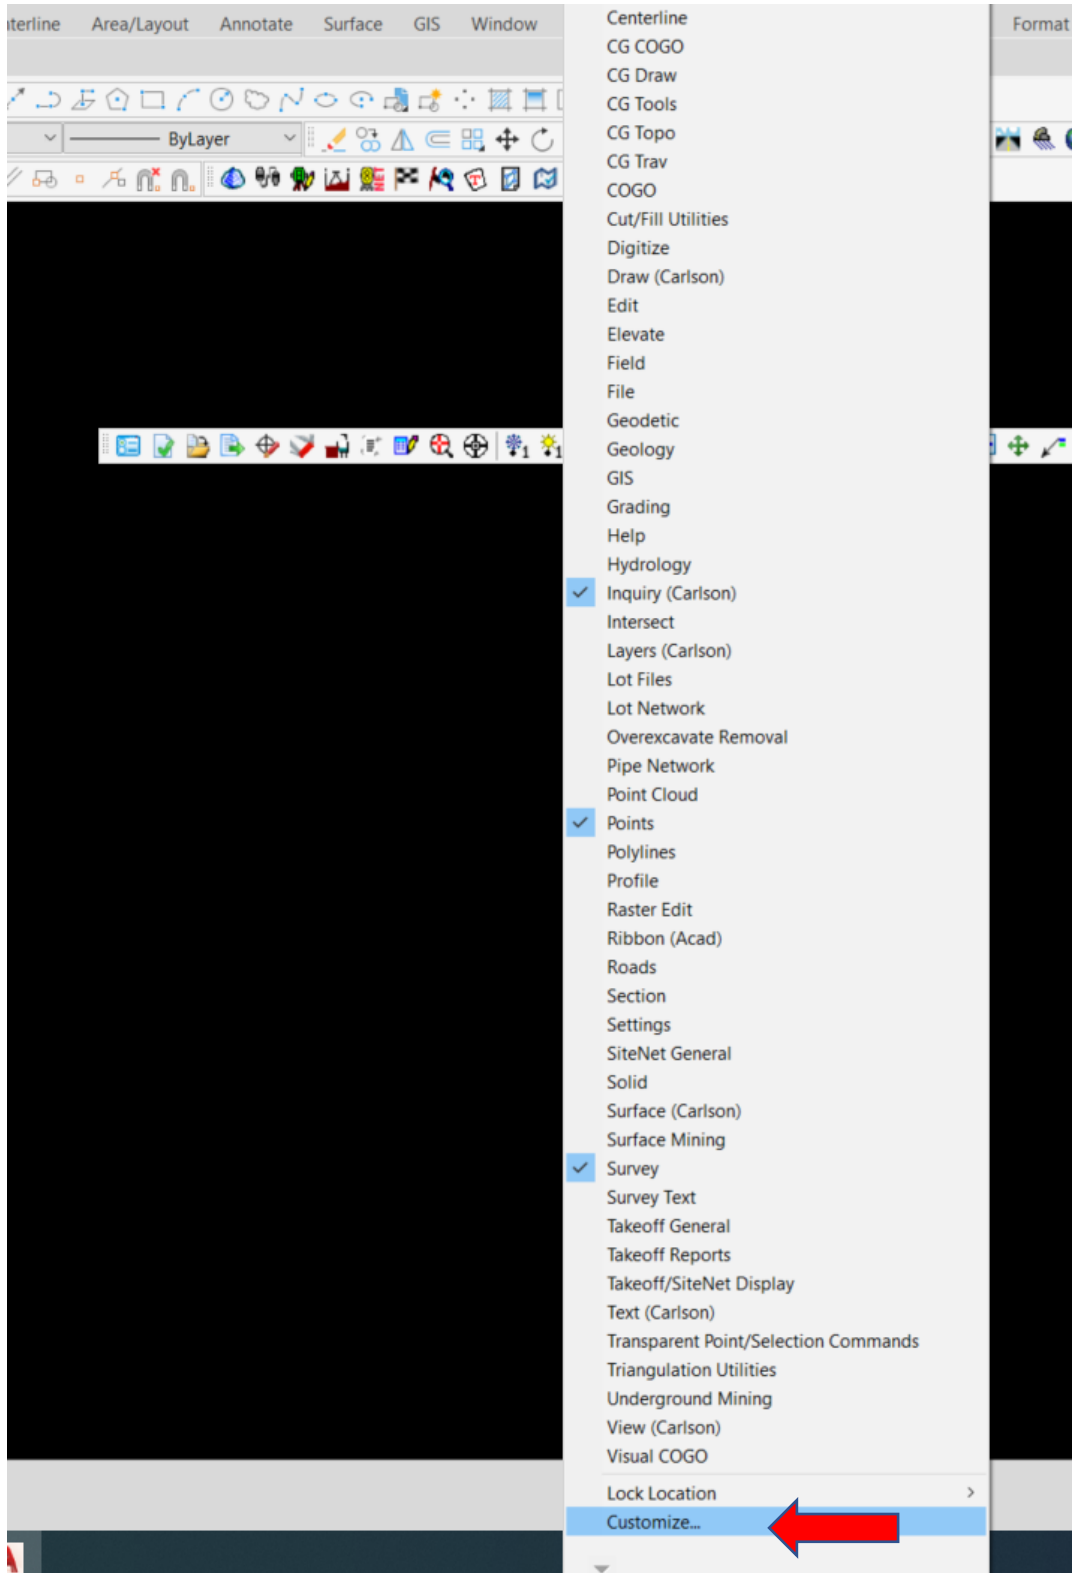 nterline Area/Layout Annotate Surface GIS Window
Format
ByLayer
Centerline
CG COGO
CG Draw
CG Tools
CG Topo
CG Trav
COGO
Cut/Fill Utilities
Digitize
Draw (Carlson)
Edit
Elevate
Field
File
Geodetic
Geology
GIS
Grading
Help
Hydrology
Inquiry (Carlson)
Intersect
Layers (Carlson)
Lot Files
Lot Network
Overexcavate Removal
Pipe Network
Point Cloud
Points
Polylines
Profile
Raster Edit
Ribbon (Acad)
Roads
Section
Settings
SiteNet General
Solid
Surface (Carlson)
Surface Mining
Survey
Survey Text
Takeoff General
Takeoff Reports
Takeoff/SiteNet Display
Text (Carlson)
Transparent Point/Selection Commands
Triangulation Utilities
Underground Mining
View (Carlson)
Visual COGO
Lock Location
Customize...